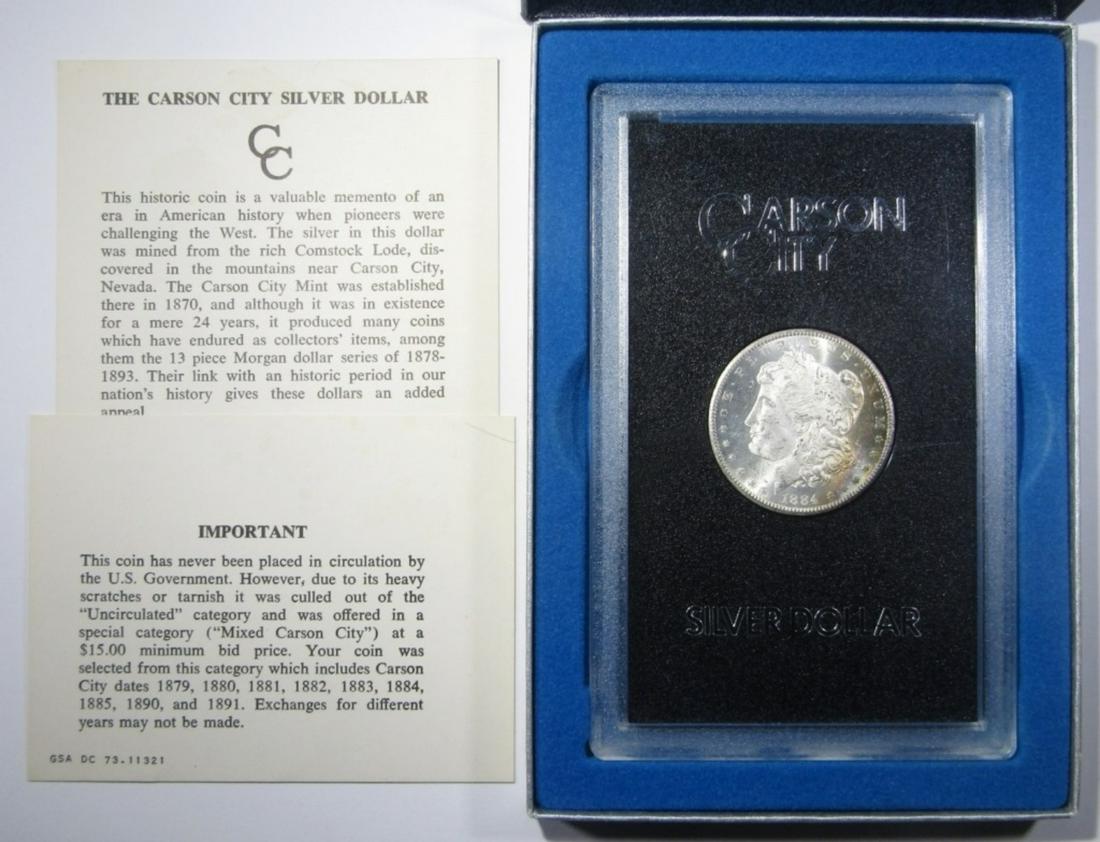 THE CARSON CITY SILVER DOLLAR
CC
This historic coin is a valuable memento of an
era in American history when pioneers were
challenging the West. The silver in this dollar
was mined from the rich Comstock Lode, dis-
covered in the mountains near Carson City,
Nevada. The Carson City Mint was established
there in 1870, and although it was in existence
for a mere 24 years, it produced many coins
which have endured as collectors' items, among
them the 13 piece Morgan dollar series of 1878-
1893. Their link with an historic period in our
nation's history gives these dollars an added
appeal
IMPORTANT
This coin has never been placed in circulation by
the U.S. Government. However, due to its heavy
scratches or tarnish it was culled out of the
"Uncirculated" category and was offered in a
special category ("Mixed Carson City") at a
$15.00 minimum bid price. Your coin was
selected from this category which includes Carson
City dates 1879, 1880, 1881, 1882, 1883, 1884,
1885, 1890, and 1891. Exchanges for different
years may not be made.
GSA DC 73.11321
CARSON
CITY
E·PLURIBUS·UNUM
1884
SILVER DOLLAR